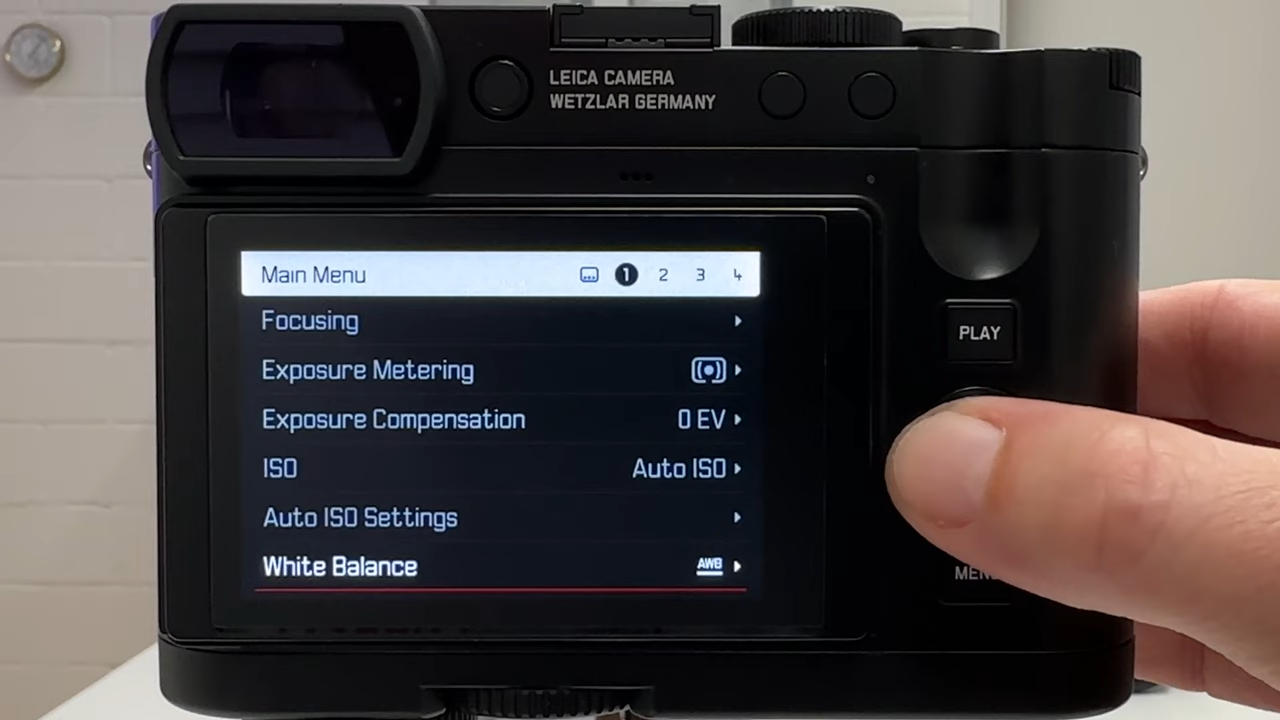 LEICA CAMERA
WETZLAR GERMANY
Main Menu 1 2 3 4
Focusing
Exposure Metering
Exposure Compensation 0 EV
ISO Auto ISO
Auto ISO Settings
White Balance AWB
PLAY